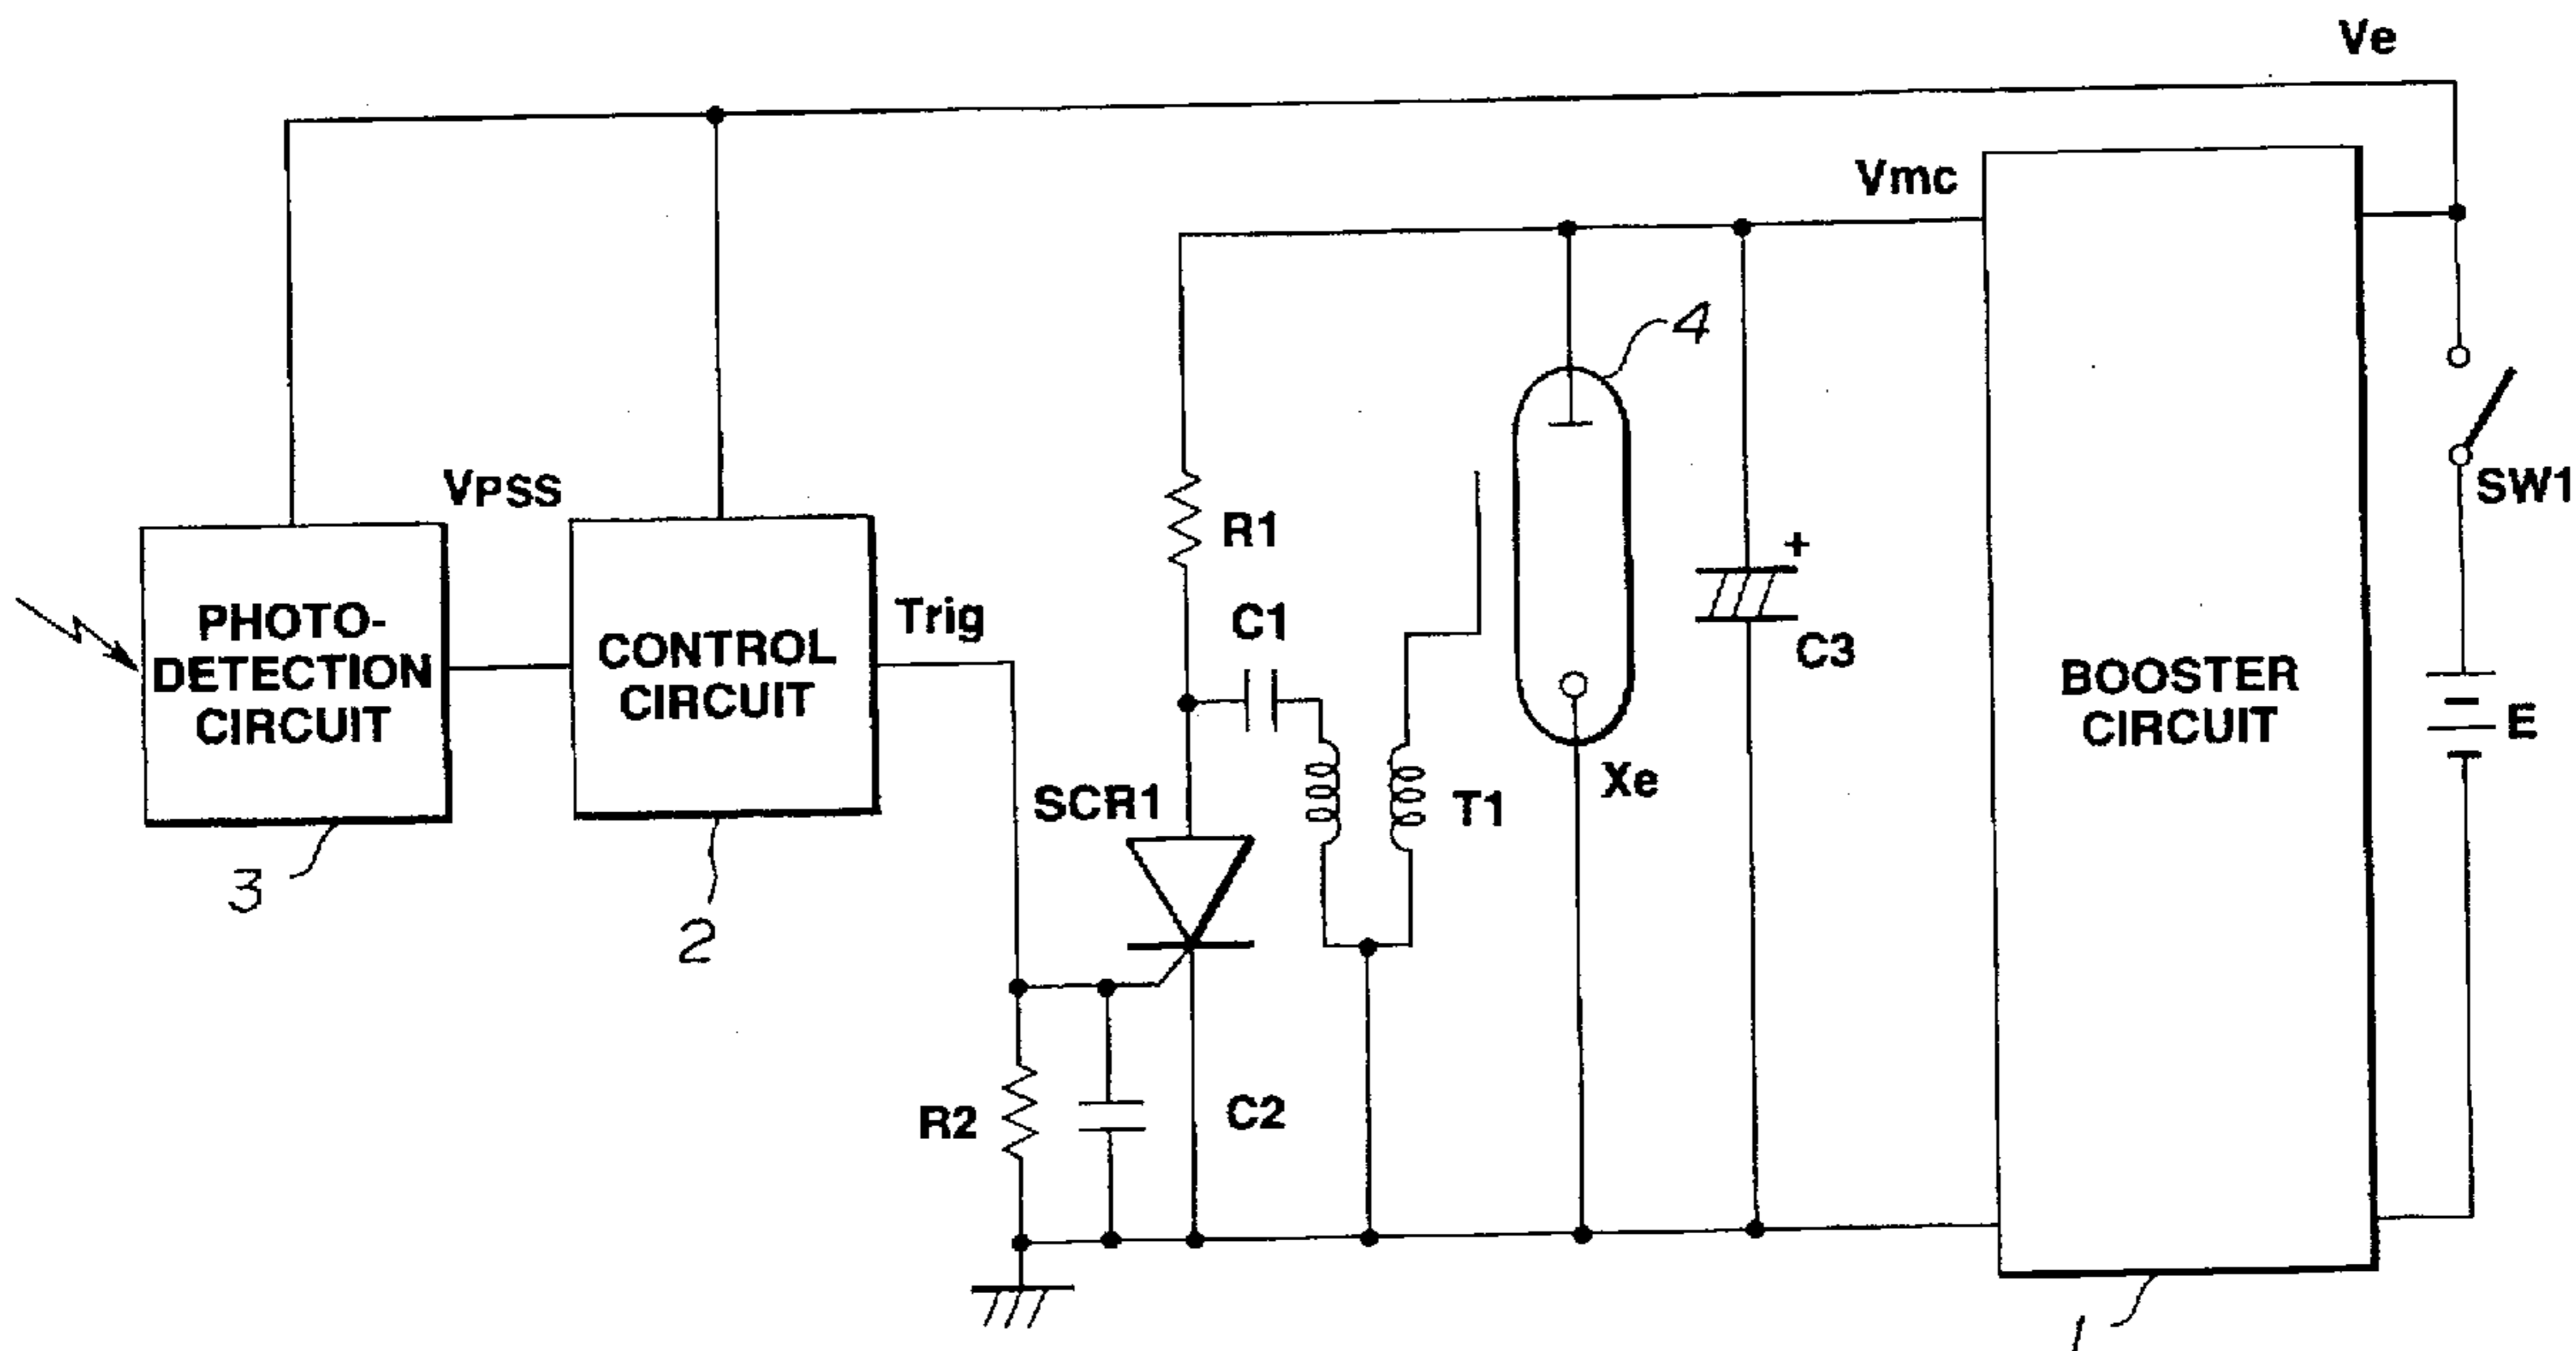 Ve
Vmc
4
VPSS
SW1
R1
+
PHOTO-
DETECTION
CIRCUIT
CONTROL
CIRCUIT
Trig
C1
C3
BOOSTER
CIRCUIT
E
SCR1
T1
Xe
3
2
R2
C2
1